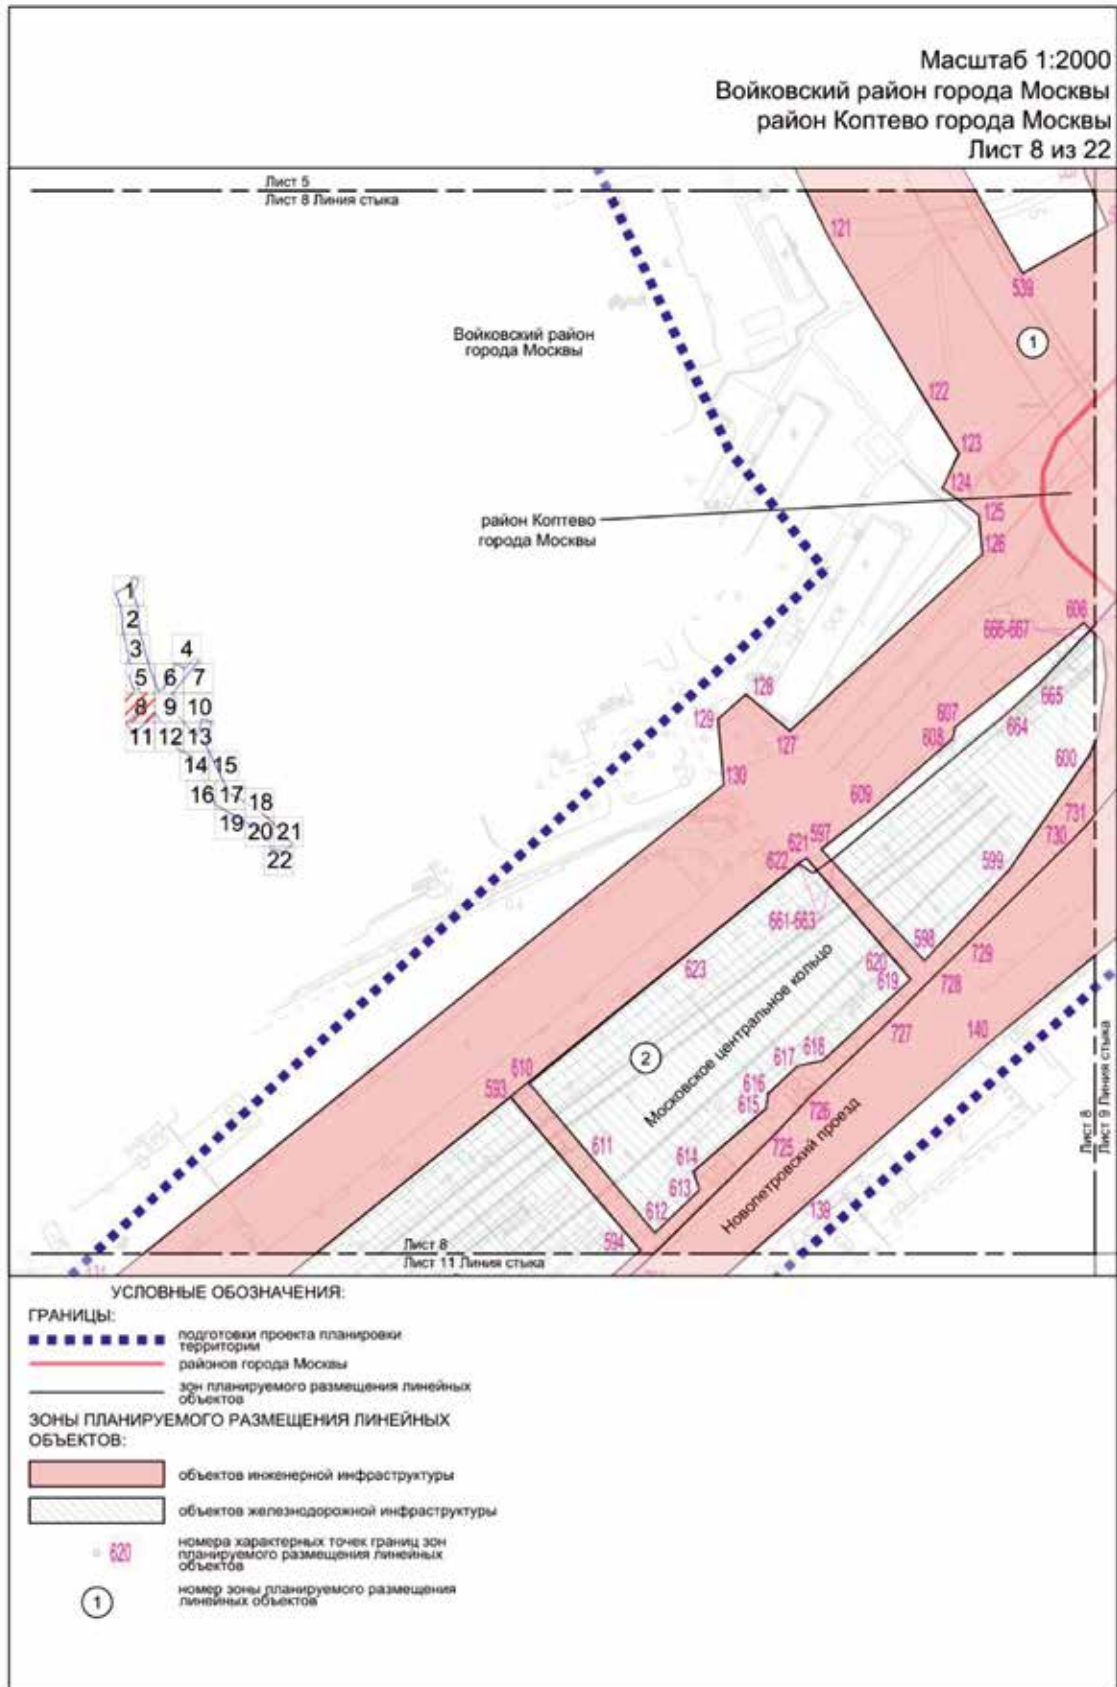 Масштаб 1:2000
Войковский район города Москвы
район Коптево города Москвы
Лист 8 из 22
Лист 5
Лист 8 Линия стыка
121
539
Войковский район
города Москвы
1
122
123
124
район Коптево
города Москвы
125
126
606
666-667
1
2
3
4
5
6
7
8
9
10
11
12
13
14
15
16
17
18
19
20
21
22
128
129
127
130
665
607
664
608
600
609
731
730
597
621
622
599
661-663
598
623
620
619
729
728
727
140
Московское центральное кольцо
2
618
617
616
615
726
725
610
593
611
614
613
612
594
Новопетровский проезд
139
Лист 8
Лист 9 Линия стыка
Лист 8
Лист 11 Линия стыка
УСЛОВНЫЕ ОБОЗНАЧЕНИЯ:
ГРАНИЦЫ:
подготовки проекта планировки
территории
районов города Москвы
зон планируемого размещения линейных
объектов
ЗОНЫ ПЛАНИРУЕМОГО РАЗМЕЩЕНИЯ ЛИНЕЙНЫХ
ОБЪЕКТОВ:
объектов инженерной инфраструктуры
объектов железнодорожной инфраструктуры
620
номера характерных точек границ зон
планируемого размещения линейных
объектов
1
номер зоны планируемого размещения
линейных объектов